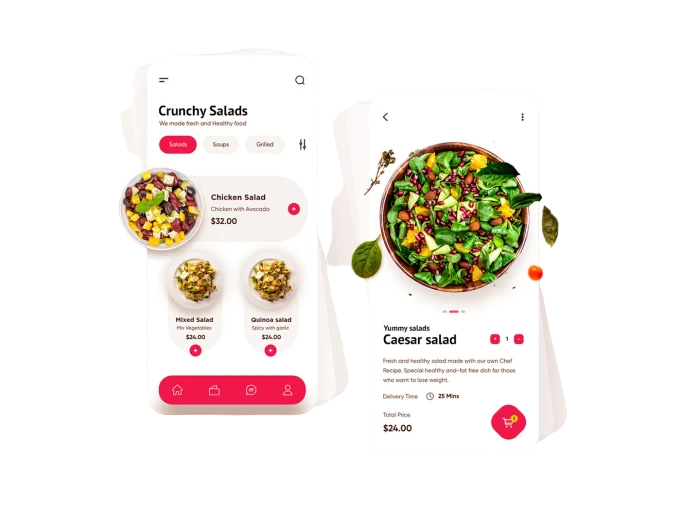 Crunchy Salads
We made fresh and Healthy food
Salads
Soups
Grilled
Chicken Salad
Chicken with Avocado
$32.00
Mixed Salad
Mix Vegetables
$24.00
Quinoa salad
Spicy with garlic
$24.00
Yummy salads
Caesar salad
1
Fresh and healthy salad made with our own Chef
Recipe. Special healthy and-fat free dish for those
who want to lose weight.
Delivery Time
25 Mins
Total Price
$24.00
1